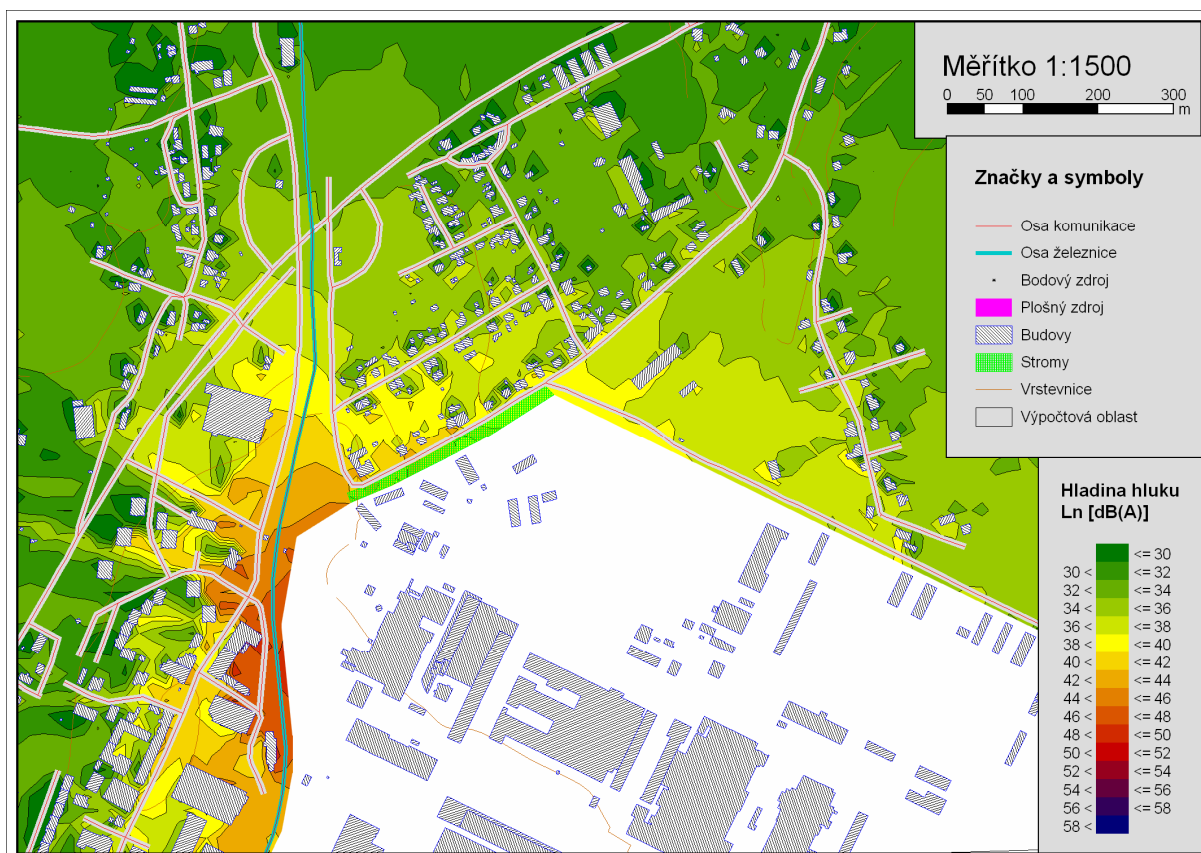 Měřítko 1:1500
0 50 100 200 300
m
Značky a symboly
Osa komunikace
Osa železnice
Bodový zdroj
Plošný zdroj
Budovy
Stromy
Vrstevnice
Výpočtová oblast
Hladina hluku
Ln [dB(A)]
<= 30
30 < <= 32
32 < <= 34
34 < <= 36
36 < <= 38
38 < <= 40
40 < <= 42
42 < <= 44
44 < <= 46
46 < <= 48
48 < <= 50
50 < <= 52
52 < <= 54
54 < <= 56
56 < <= 58
58 <